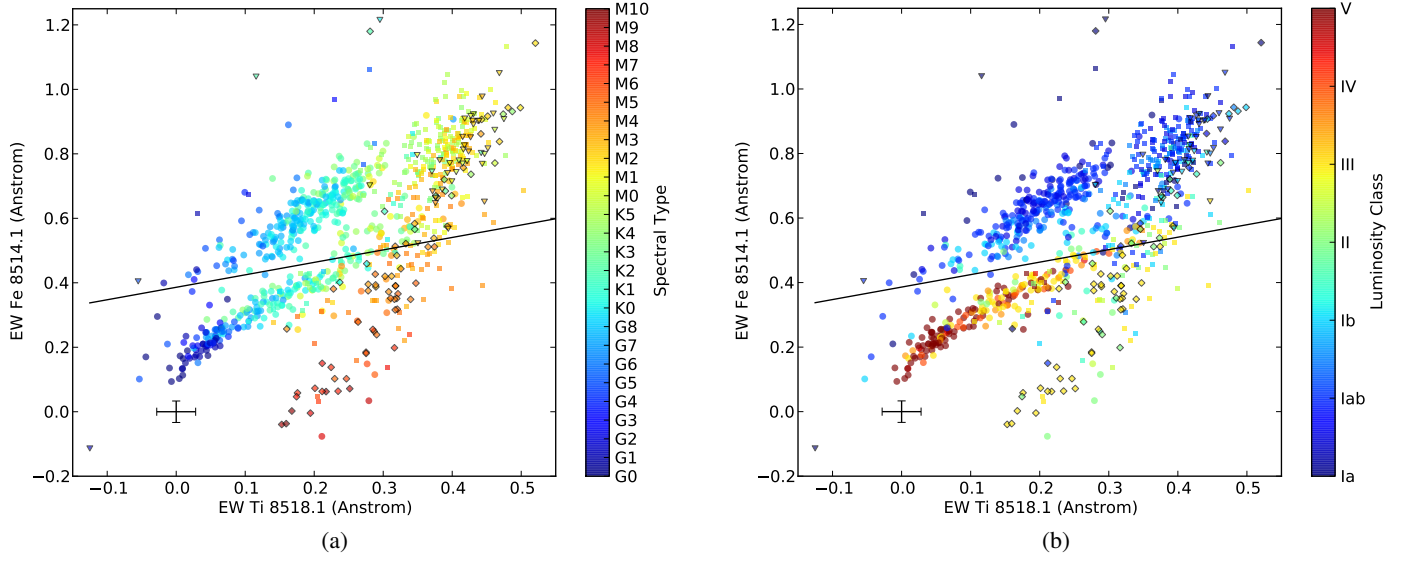 1.2
1.0
0.8
0.6
0.4
0.2
0.0
−0.2
EW Fe 8514.1 (Anstrom)
−0.1
0.0
0.1
0.2
0.3
0.4
0.5
EW Ti 8518.1 (Anstrom)
M10
M9
M8
M7
M6
M5
M4
M3
M2
M1
M0
K5
K4
K3
K2
K1
K0
G8
G7
G6
G5
G4
G3
G2
G1
G0
Spectral Type
(a)
1.2
1.0
0.8
0.6
0.4
0.2
0.0
−0.2
EW Fe 8514.1 (Anstrom)
−0.1
0.0
0.1
0.2
0.3
0.4
0.5
EW Ti 8518.1 (Anstrom)
V
IV
III
II
Ib
Iab
Ia
Luminosity Class
(b)